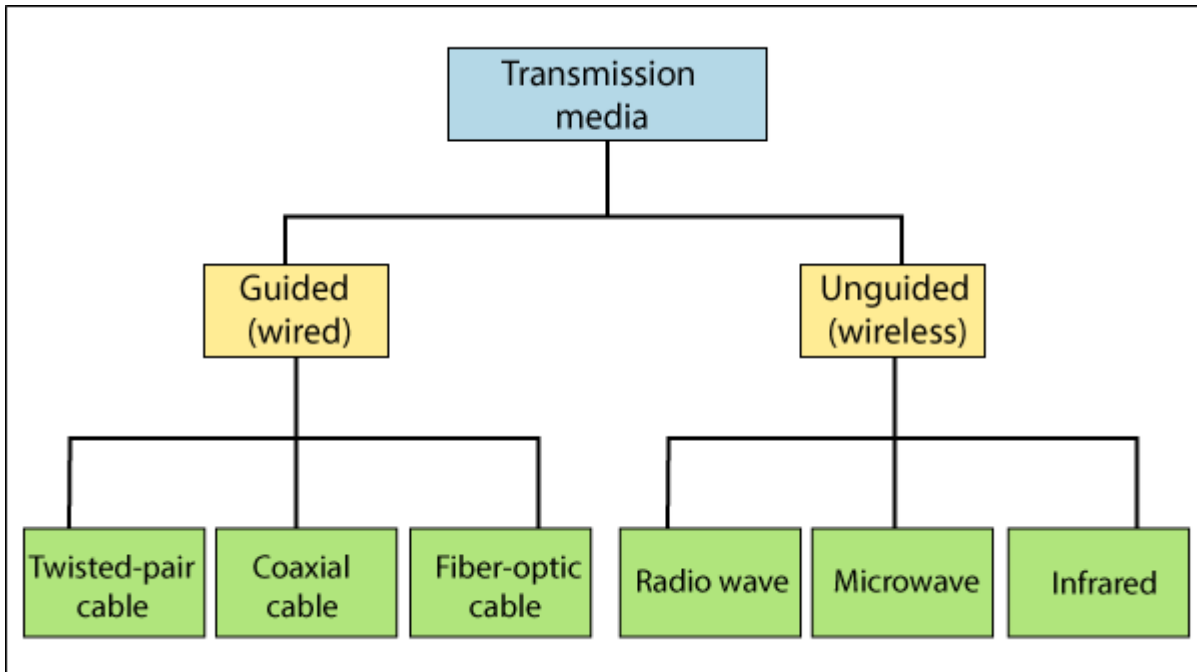 Transmission
media
Guided
(wired)
Unguided
(wireless)
Twisted-pair
cable
Coaxial
cable
Fiber-optic
cable
Radio wave
Microwave
Infrared